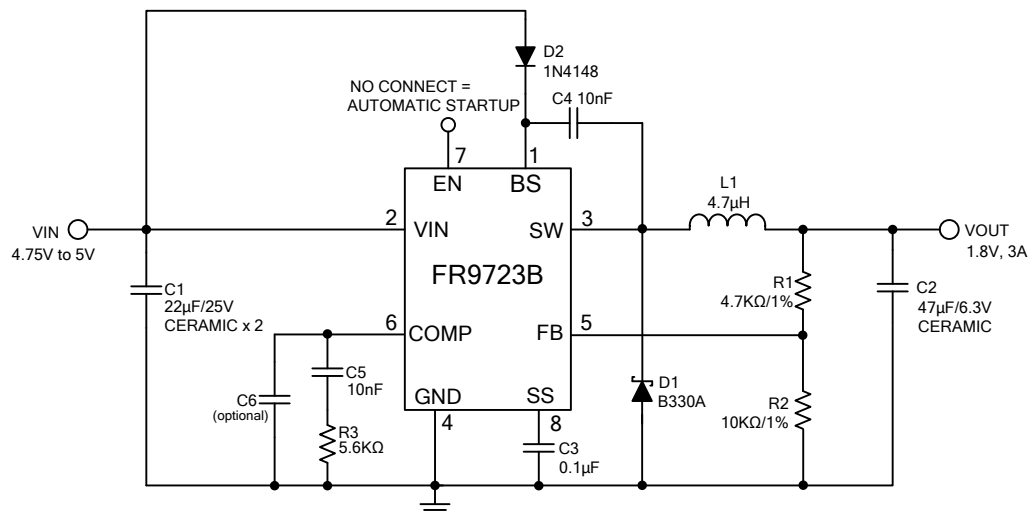 D2
1N4148
NO CONNECT =
AUTOMATIC STARTUP
C4 10nF
7
1
EN
BS
L1
4.7µH
VIN
4.75V to 5V
2
VIN
SW
3
VOUT
1.8V, 3A
FR9723B
C1
22µF/25V
CERAMIC x 2
R1
4.7KΩ/1%
C2
47µF/6.3V
CERAMIC
6
COMP
FB
5
C5
10nF
C6
(optional)
R3
5.6KΩ
GND
SS
4
8
C3
0.1µF
D1
B330A
R2
10KΩ/1%